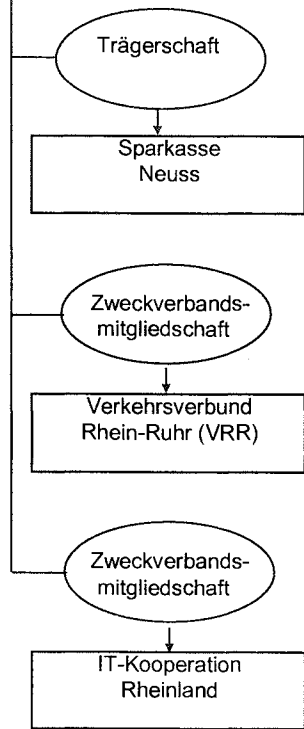 Trägerschaft
Sparkasse
Neuss
Zweckverbands-
mitgliedschaft
Verkehrsverbund
Rhein-Ruhr (VRR)
Zweckverbands-
mitgliedschaft
IT-Kooperation
Rheinland